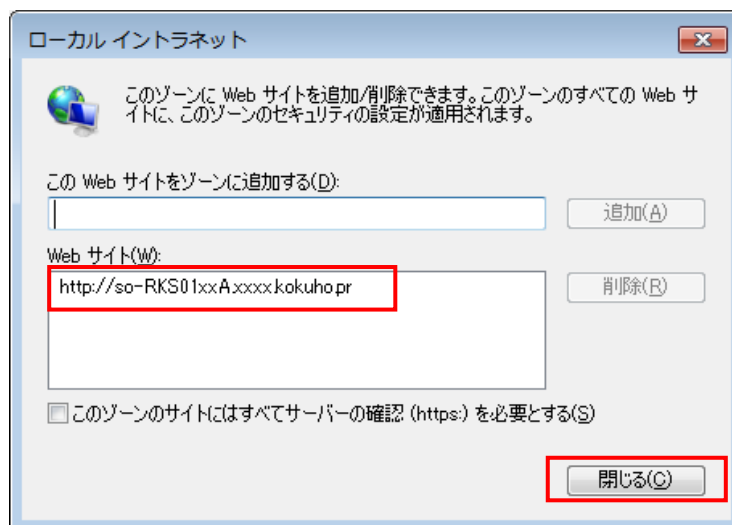 ローカル イントラネット
このゾーンに Web サイトを追加/削除できます。このゾーンのすべての Web サ
イトに、このゾーンのセキュリティの設定が適用されます。
この Web サイトをゾーンに追加する(D):
追加(A)
Web サイト(W):
http://so-RKS01xxA.xxxx.kokuho.pr
削除(R)
このゾーンのサイトにはすべてサーバーの確認 (https:) を必要とする(S)
閉じる(C)